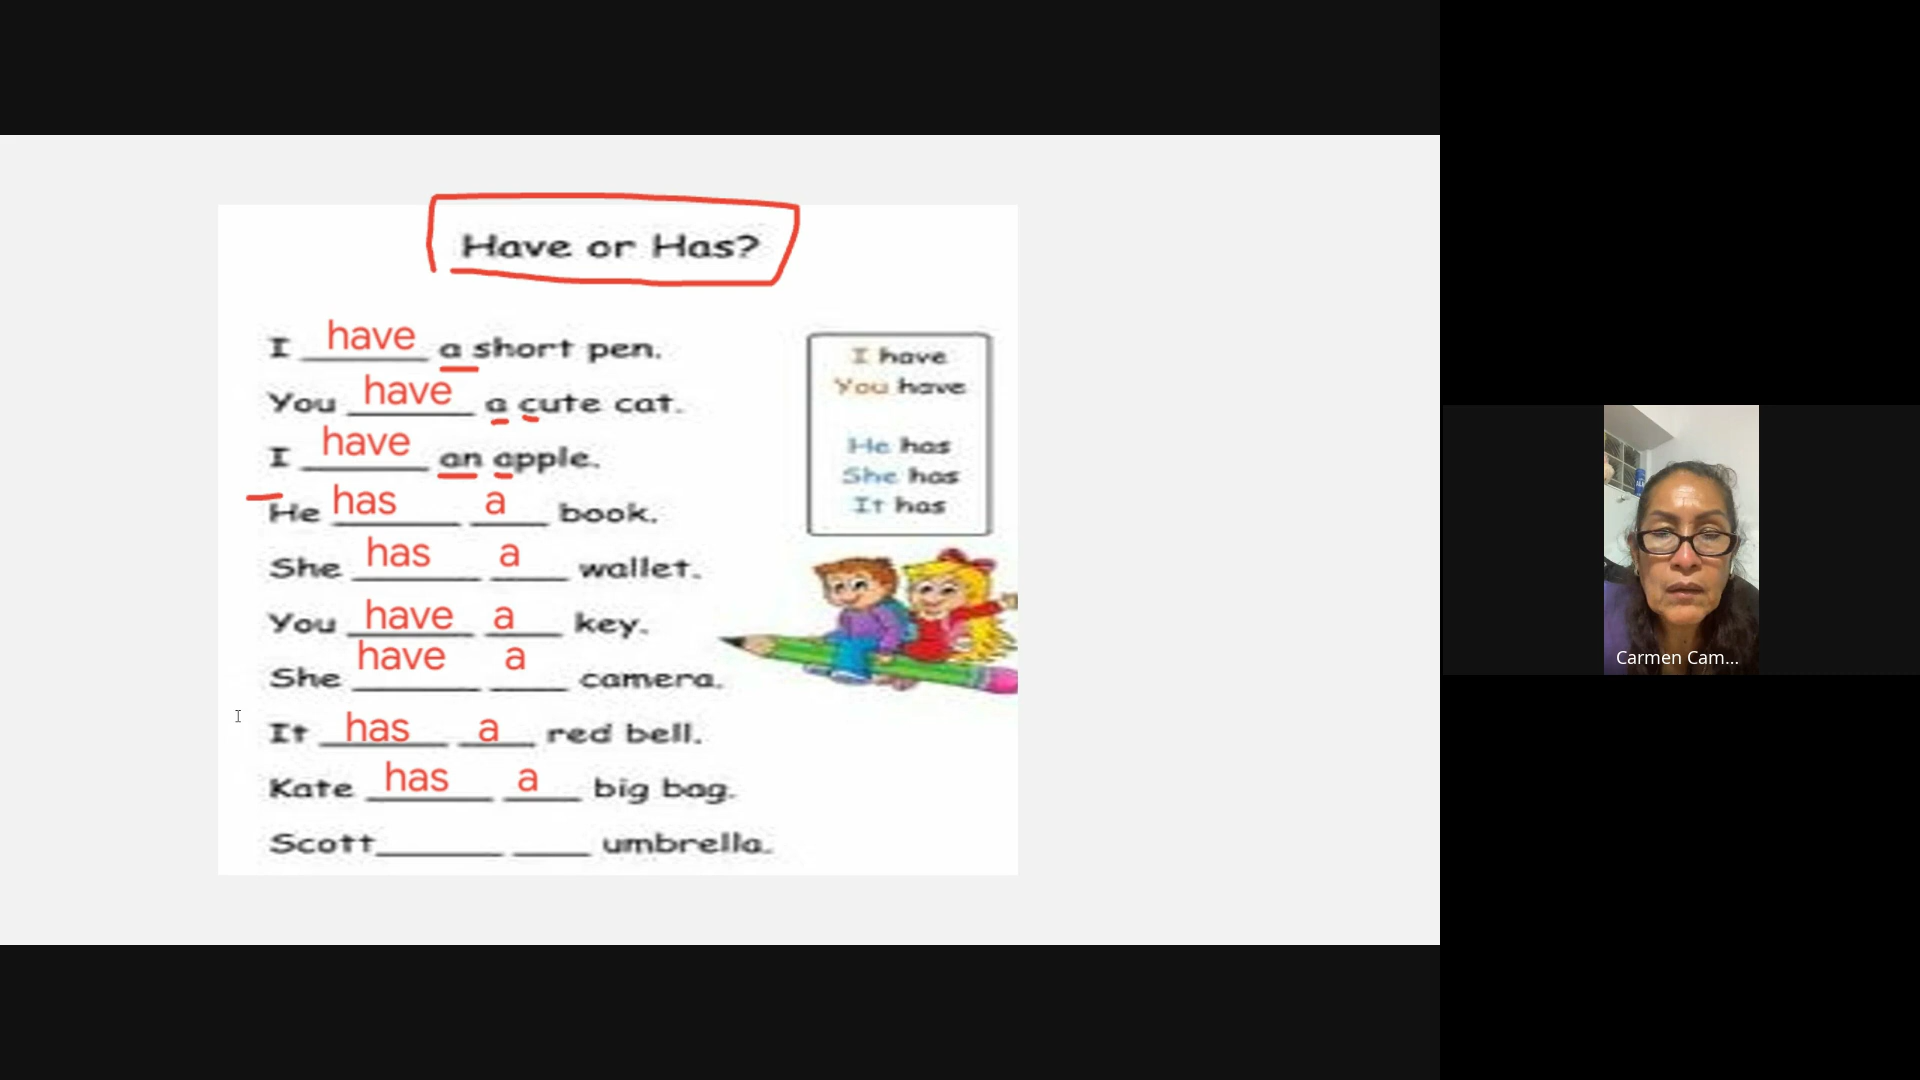 Have or Has?
I have a short pen.
You have a cute cat.
I have an apple.
He has a book.
She has a wallet.
You have a key.
She have a camera.
It has a red bell.
Kate has a big bag.
Scott________ _____ umbrella.
I have
You have
He has
She has
It has
Carmen Cam...